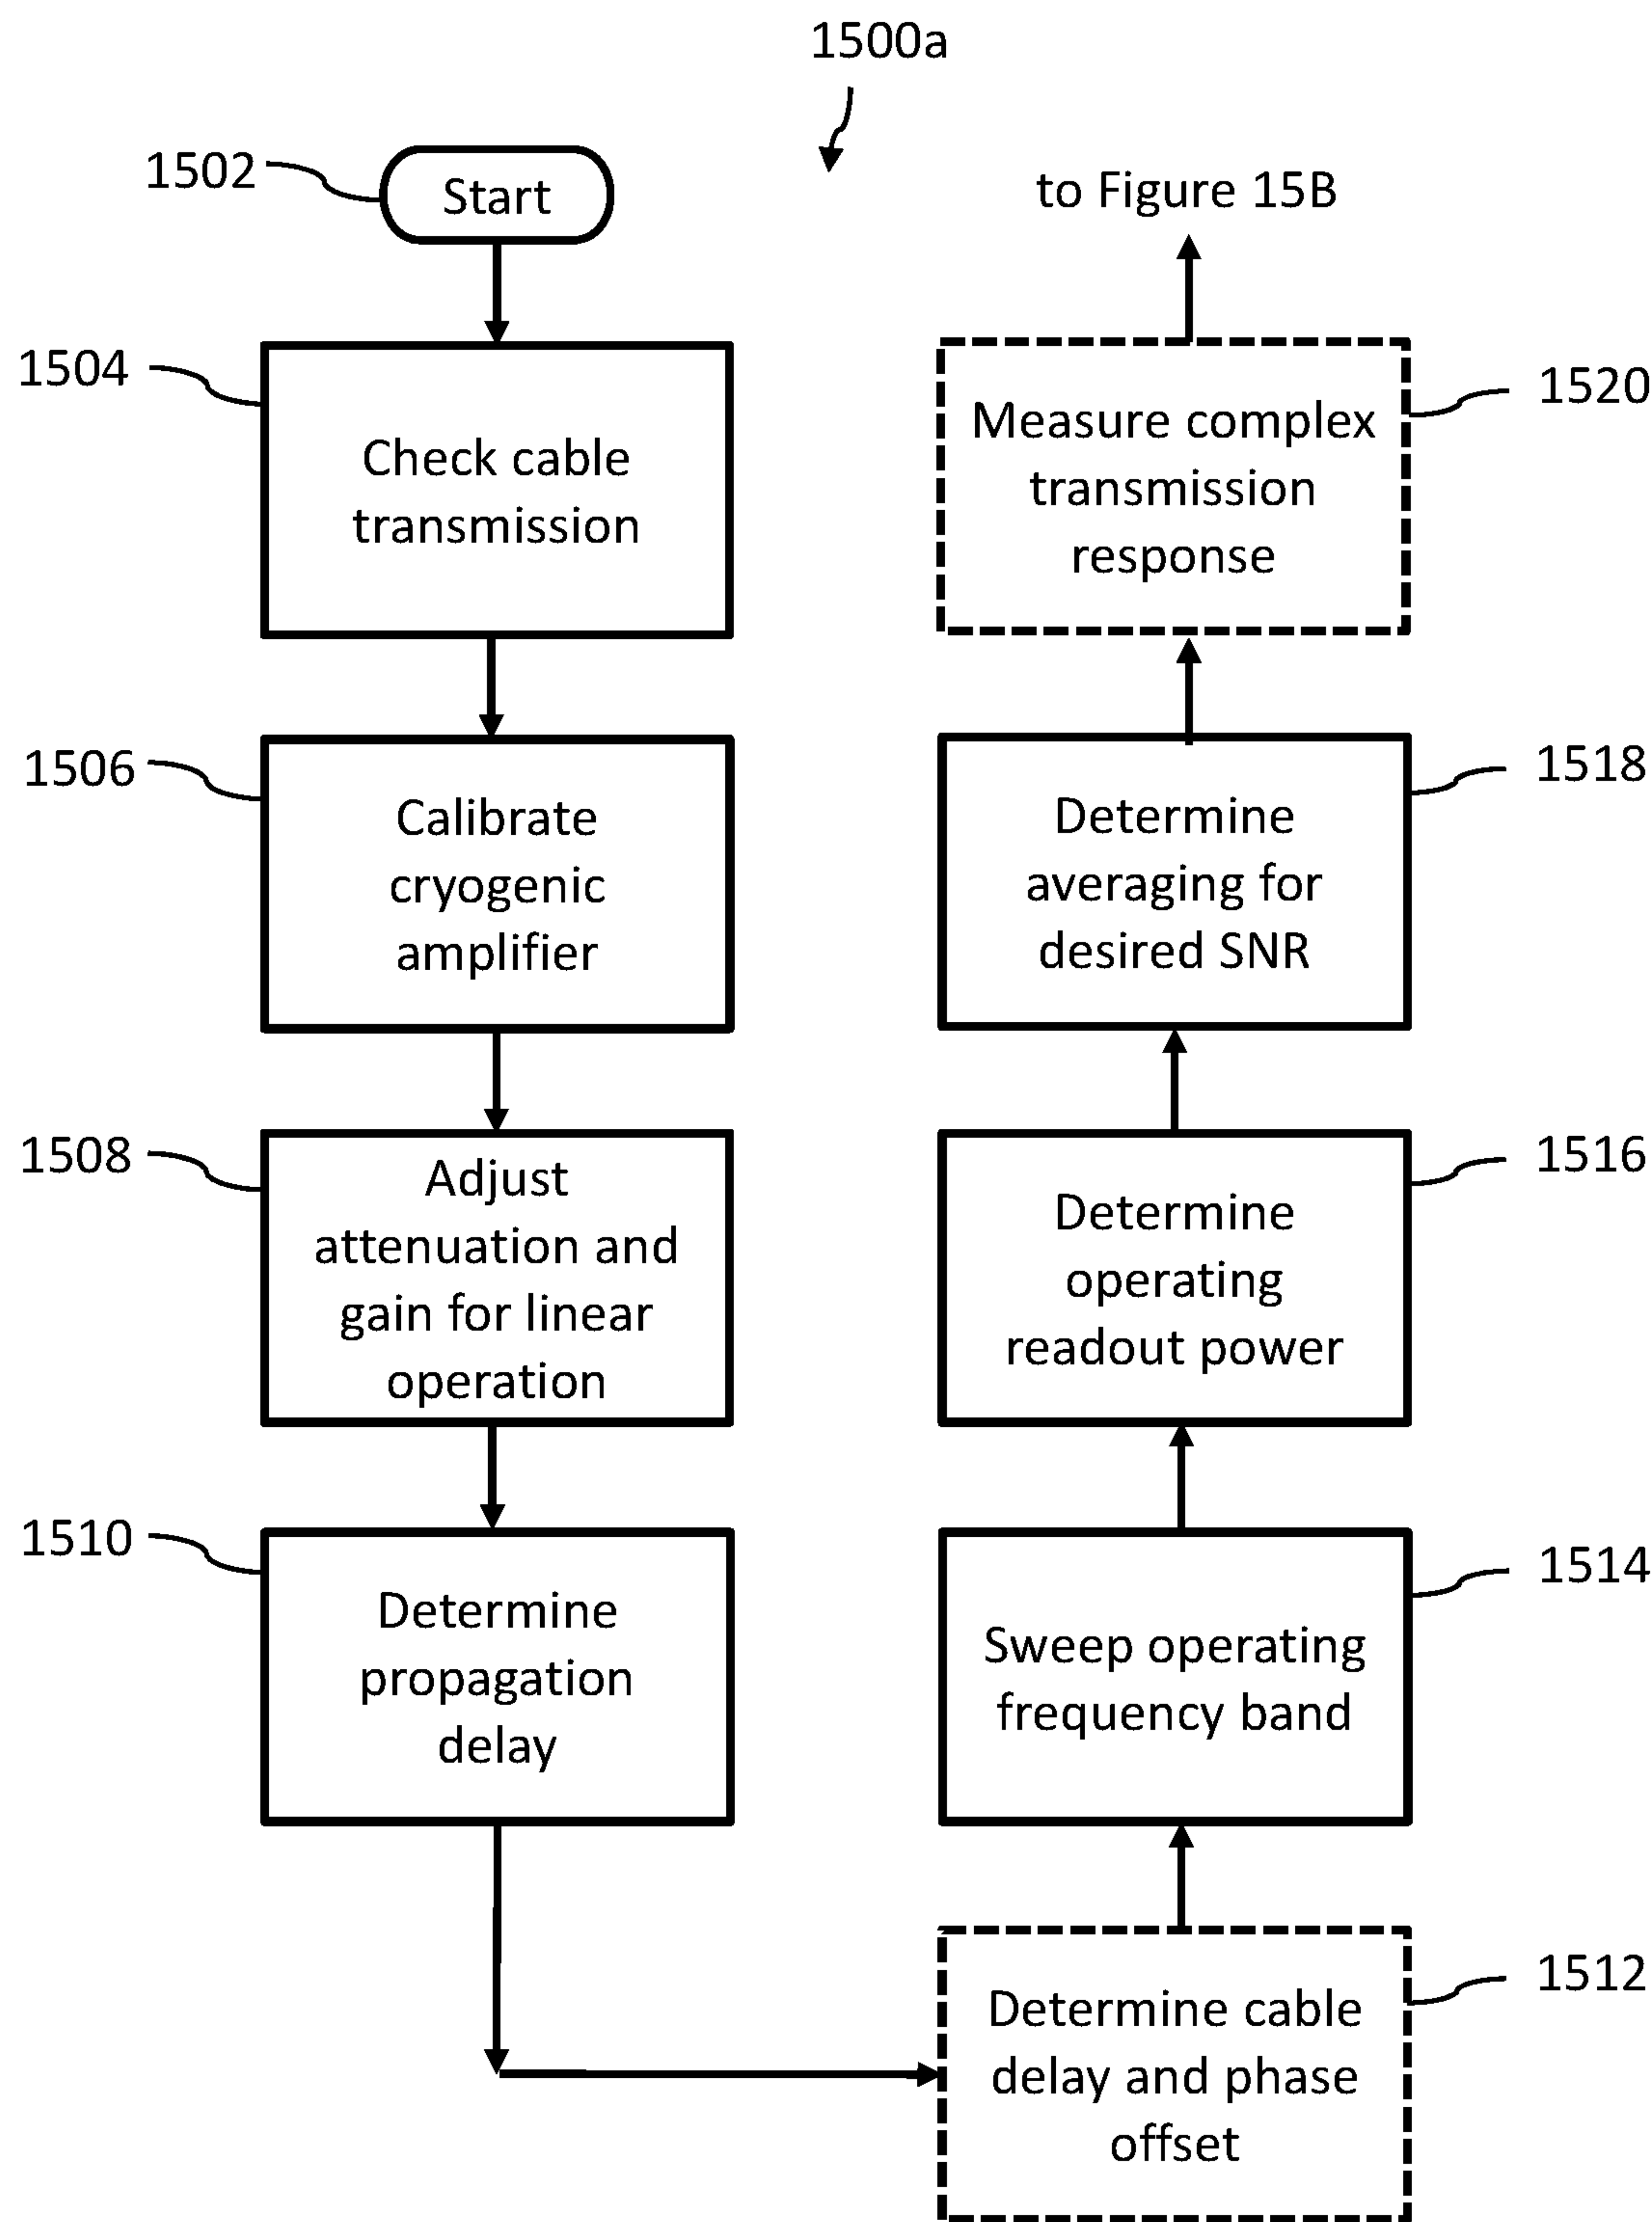 1500a
1502
Start
1504
Check cable
transmission
1506
Calibrate
cryogenic
amplifier
1508
Adjust
attenuation and
gain for linear
operation
1510
Determine
propagation
delay
1512
Determine cable
delay and phase
offset
1514
Sweep operating
frequency band
1516
Determine
operating
readout power
1518
Determine
averaging for
desired SNR
1520
Measure complex
transmission
response
to Figure 15B